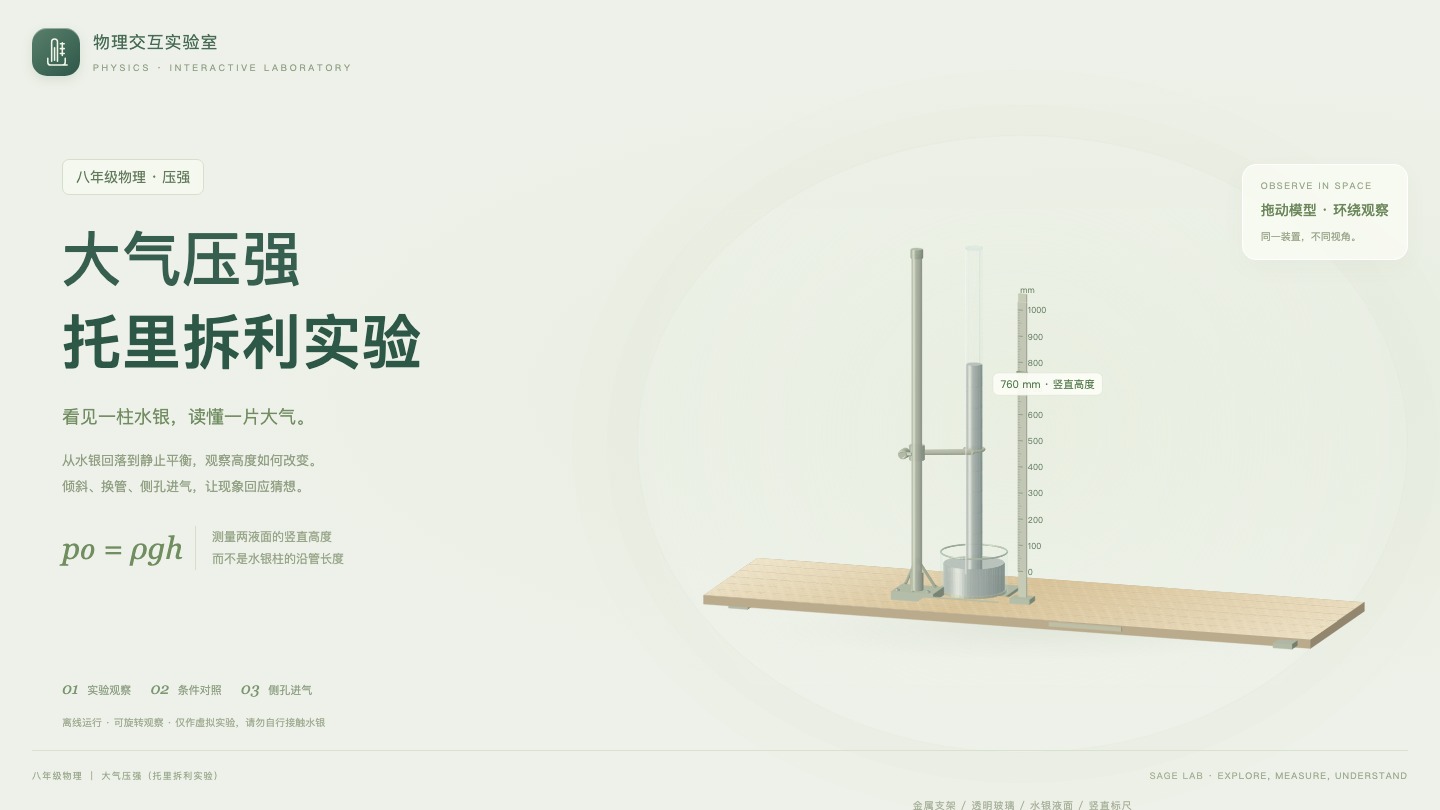 物理交互实验室
PHYSICS · INTERACTIVE LABORATORY
八年级物理 · 压强
大气压强
托里拆利实验
看见一柱水银，读懂一片大气。
从水银回落到静止平衡，观察高度如何改变。
倾斜、换管、侧孔进气，让现象回应猜想。
po = ρgh
测量两液面的竖直高度
而不是水银柱的沿管长度
01 实验观察 02 条件对照 03 侧孔进气
离线运行 · 可旋转观察 · 仅作虚拟实验，请勿自行接触水银
OBSERVE IN SPACE
拖动模型 · 环绕观察
同一装置，不同视角。
mm
1000
900
800
760 mm · 竖直高度
600
500
400
300
200
100
0
八年级物理 ｜ 大气压强（托里拆利实验）
SAGE LAB · EXPLORE, MEASURE, UNDERSTAND
金属支架 / 透明玻璃 / 水银液面 / 竖直标尺